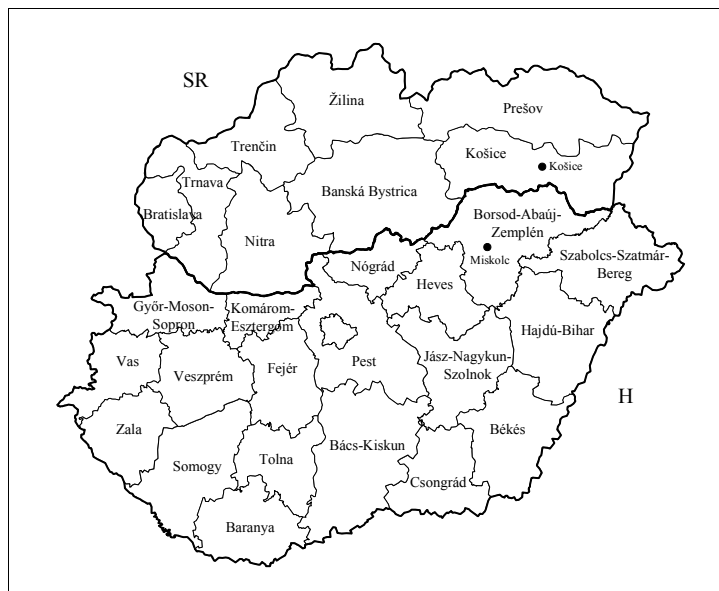 SR
Žilina
Prešov
Trenčin
Košice
Košice
Trnava
Banská Bystrica
Bratislava
Nitra
Borsod-Abaúj-
Zemplén
Miskolc
Szabolcs-Szatmár-
Bereg
Nógrád
Heves
Győr-Moson-
Sopron
Komárom-
Esztergom
Hajdú-Bihar
Vas
Veszprém
Fejér
Pest
Jász-Nagykun-
Szolnok
H
Zala
Somogy
Tolna
Bács-Kiskun
Békés
Csongrád
Baranya